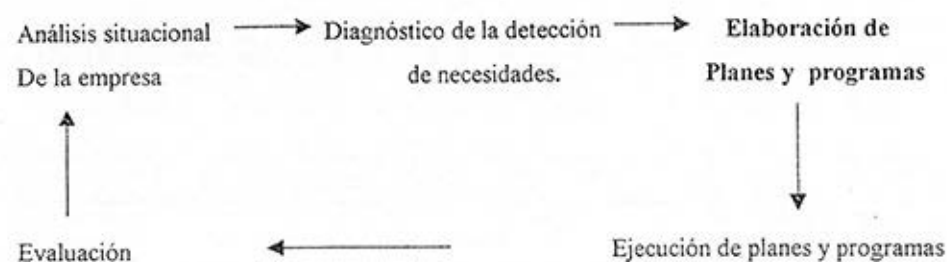 Análisis situacional
De la empresa
Diagnóstico de la detección
de necesidades.
Elaboración de
Planes y programas
Ejecución de planes y programas
Evaluación